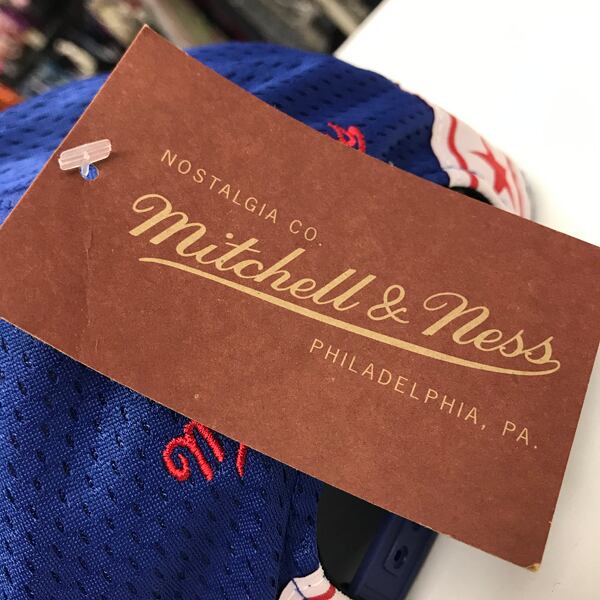 NOSTALGIA CO.
Mitchell & Ness
PHILADELPHIA, PA.